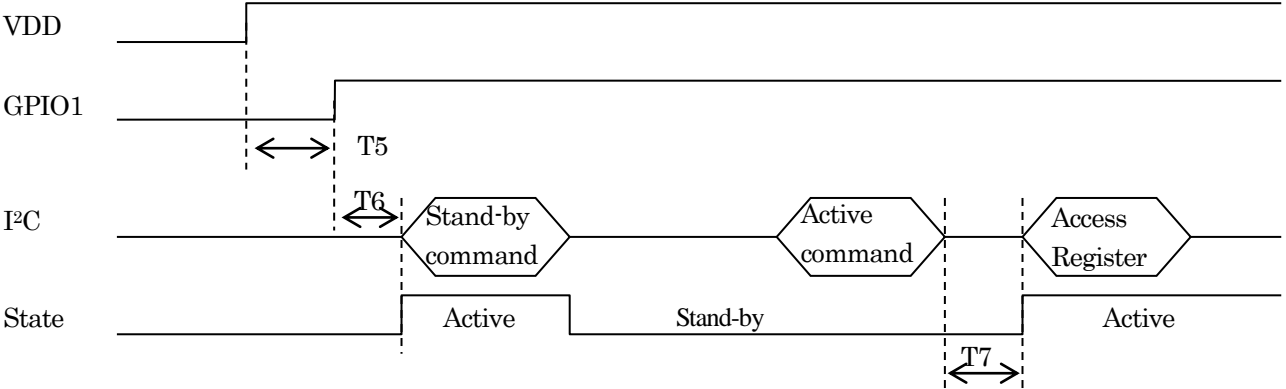 VDD
GPIO1
T5
T6
I²C
Stand-by
command
Active
command
Access
Register
State
Active
Stand-by
Active
T7